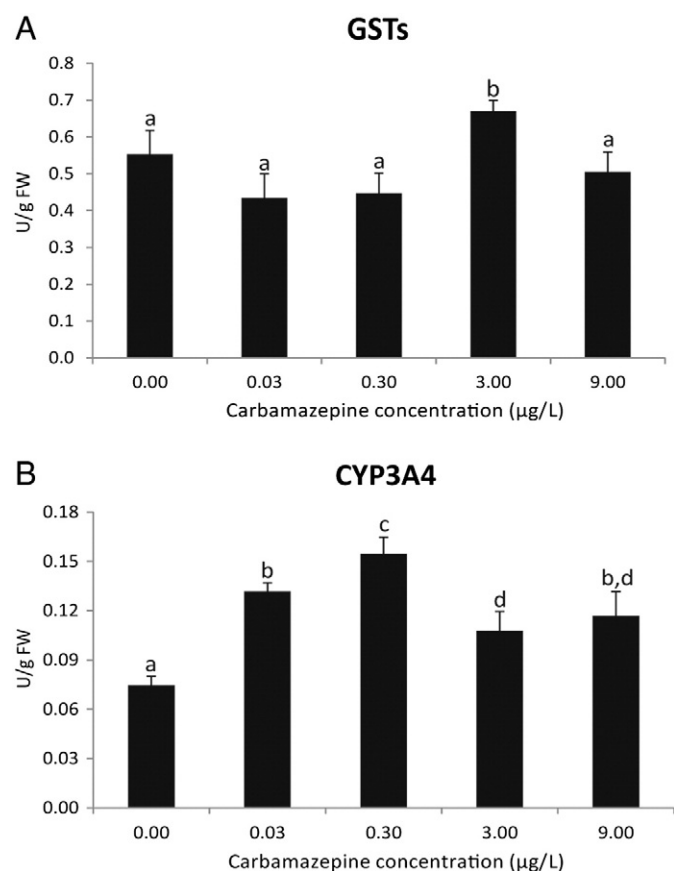 A
GSTs
0.8
0.7
0.6
0.5
0.4
0.3
0.2
0.1
0.0
U/g FW
a
a
a
b
a
0.00 0.03 0.30 3.00 9.00
Carbamazepine concentration (µg/L)
B
CYP3A4
0.18
0.15
0.12
0.09
0.06
0.03
0.00
U/g FW
a
b
c
d
b,d
0.00 0.03 0.30 3.00 9.00
Carbamazepine concentration (µg/L)